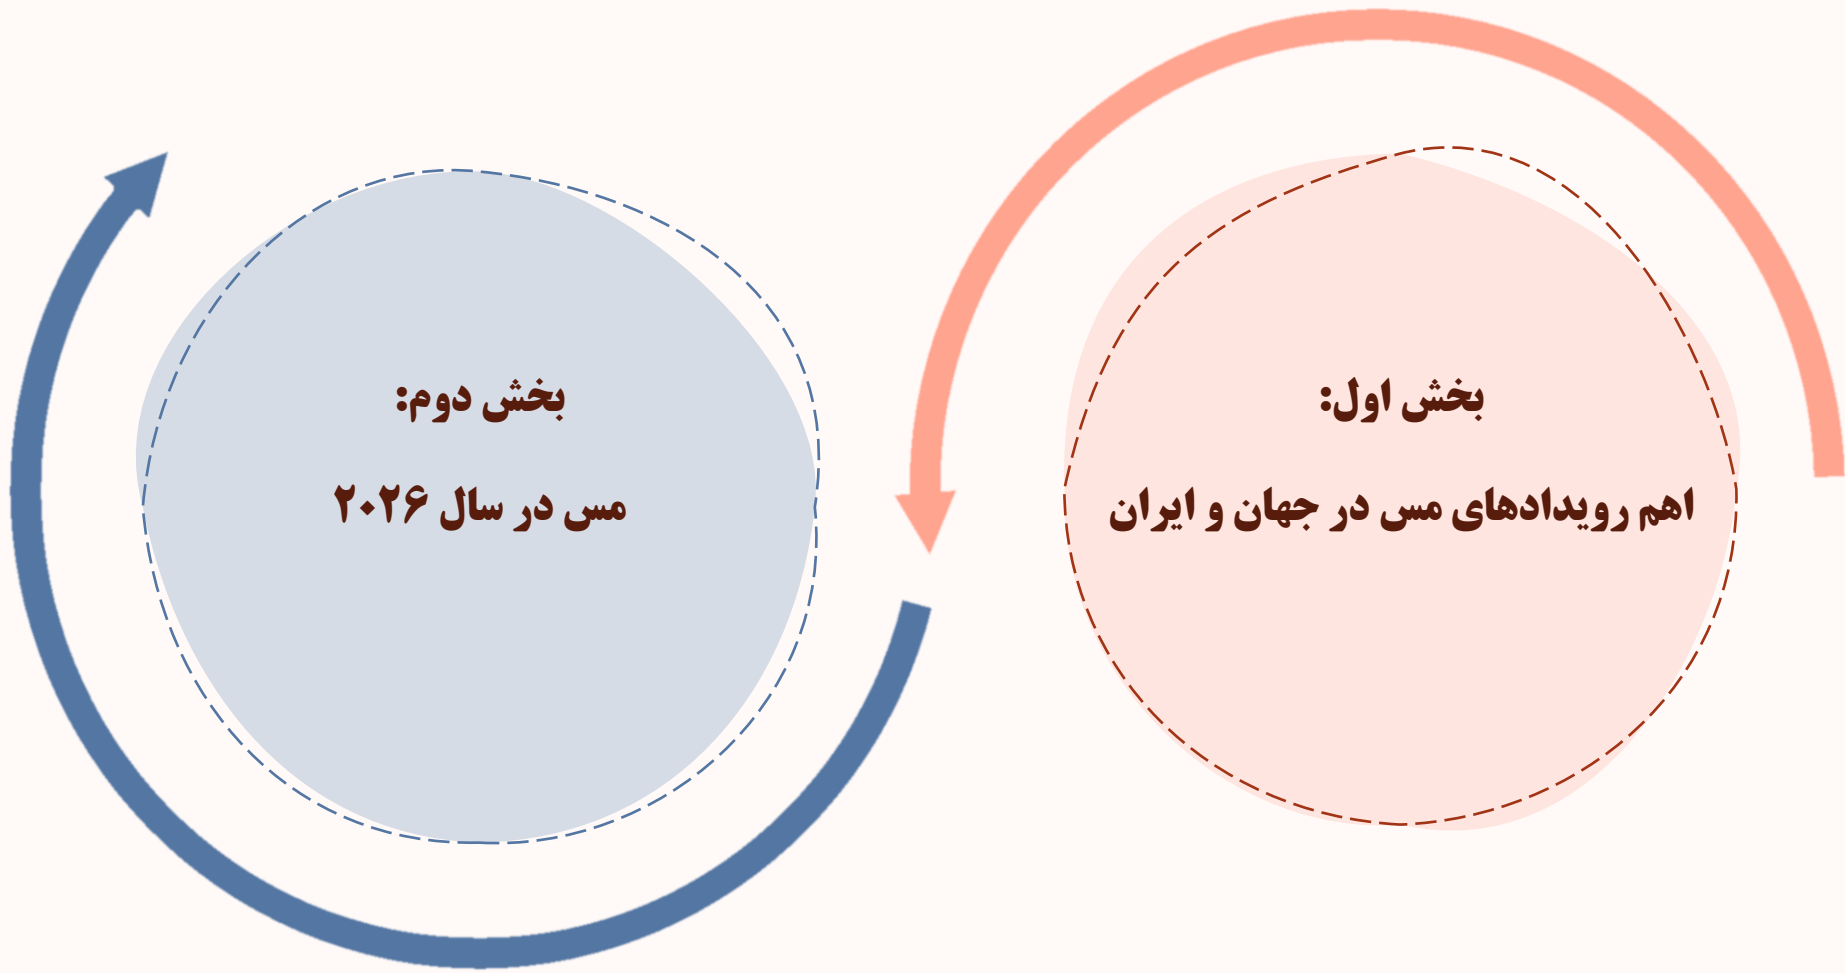 بخش اول:
اهم رویدادهای مس در جهان و ایران
بخش دوم:
مس در سال ۲۰۲۶